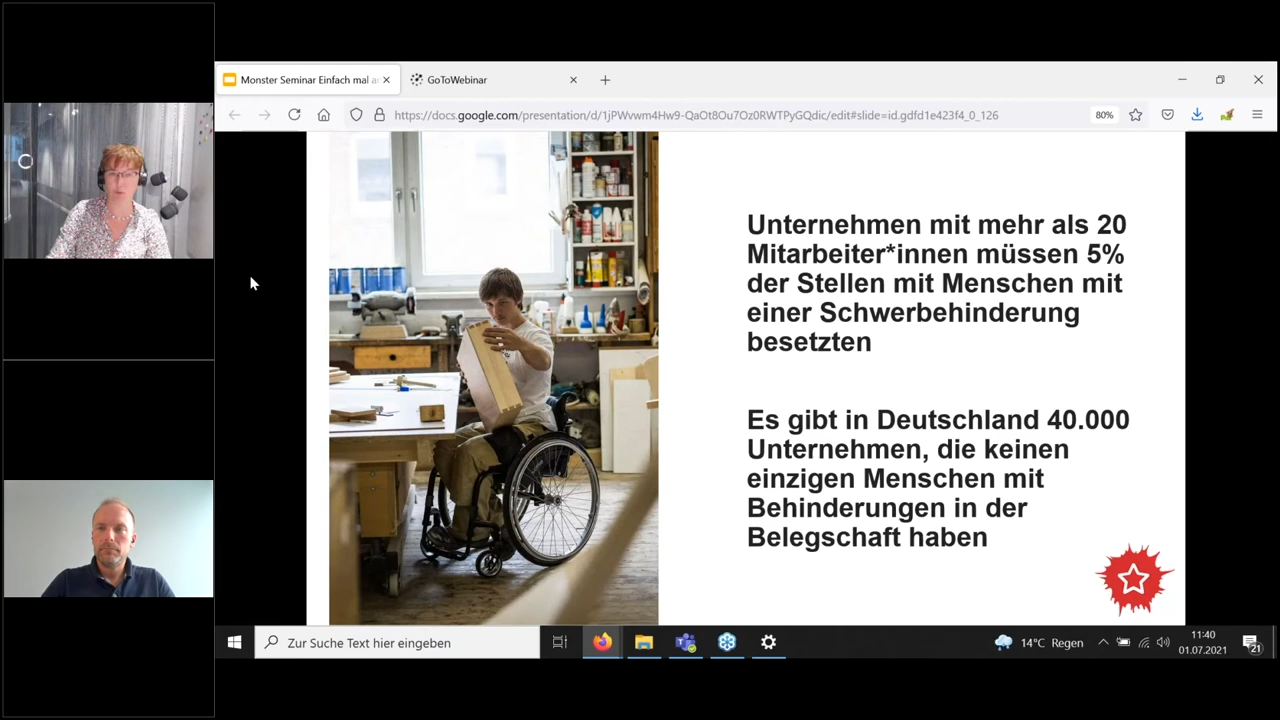 Monster Seminar Einfach mal a
GoToWebinar
https://docs.google.com/presentation/d/1jPWvwm4Hw9-QaOt8Ou7Oz0RWTPyGQdic/edit#slide=id.gdfd1e423f4_0_126
80%
Unternehmen mit mehr als 20
Mitarbeiter*innen müssen 5%
der Stellen mit Menschen mit
einer Schwerbehinderung
besetzten
Es gibt in Deutschland 40.000
Unternehmen, die keinen
einzigen Menschen mit
Behinderungen in der
Belegschaft haben
Zur Suche Text hier eingeben
14°C Regen
11:40
01.07.2021
21